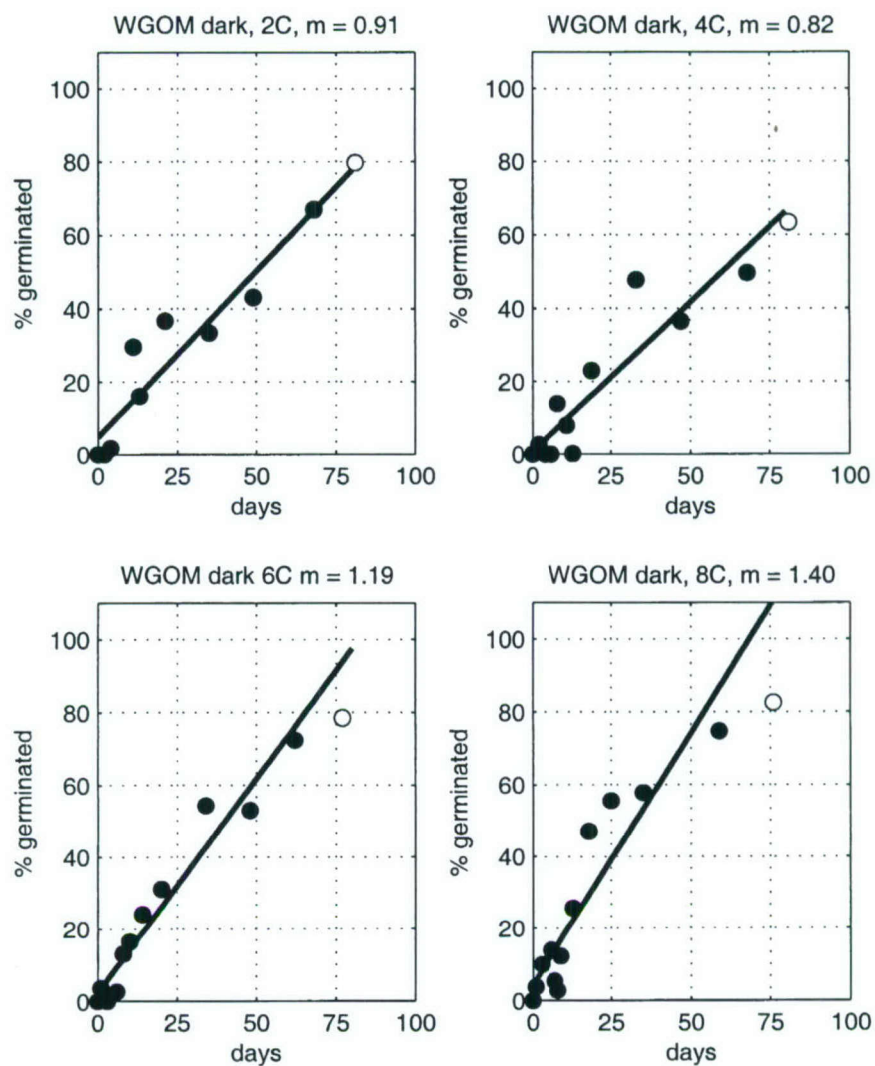 WGOM dark, 2C, m = 0.91
% germinated
100
80
60
40
20
0
0 25 50 75 100
days
WGOM dark, 4C, m = 0.82
% germinated
100
80
60
40
20
0
0 25 50 75 100
days
WGOM dark 6C m = 1.19
% germinated
100
80
60
40
20
0
0 25 50 75 100
days
WGOM dark, 8C, m = 1.40
% germinated
100
80
60
40
20
0
0 25 50 75 100
days